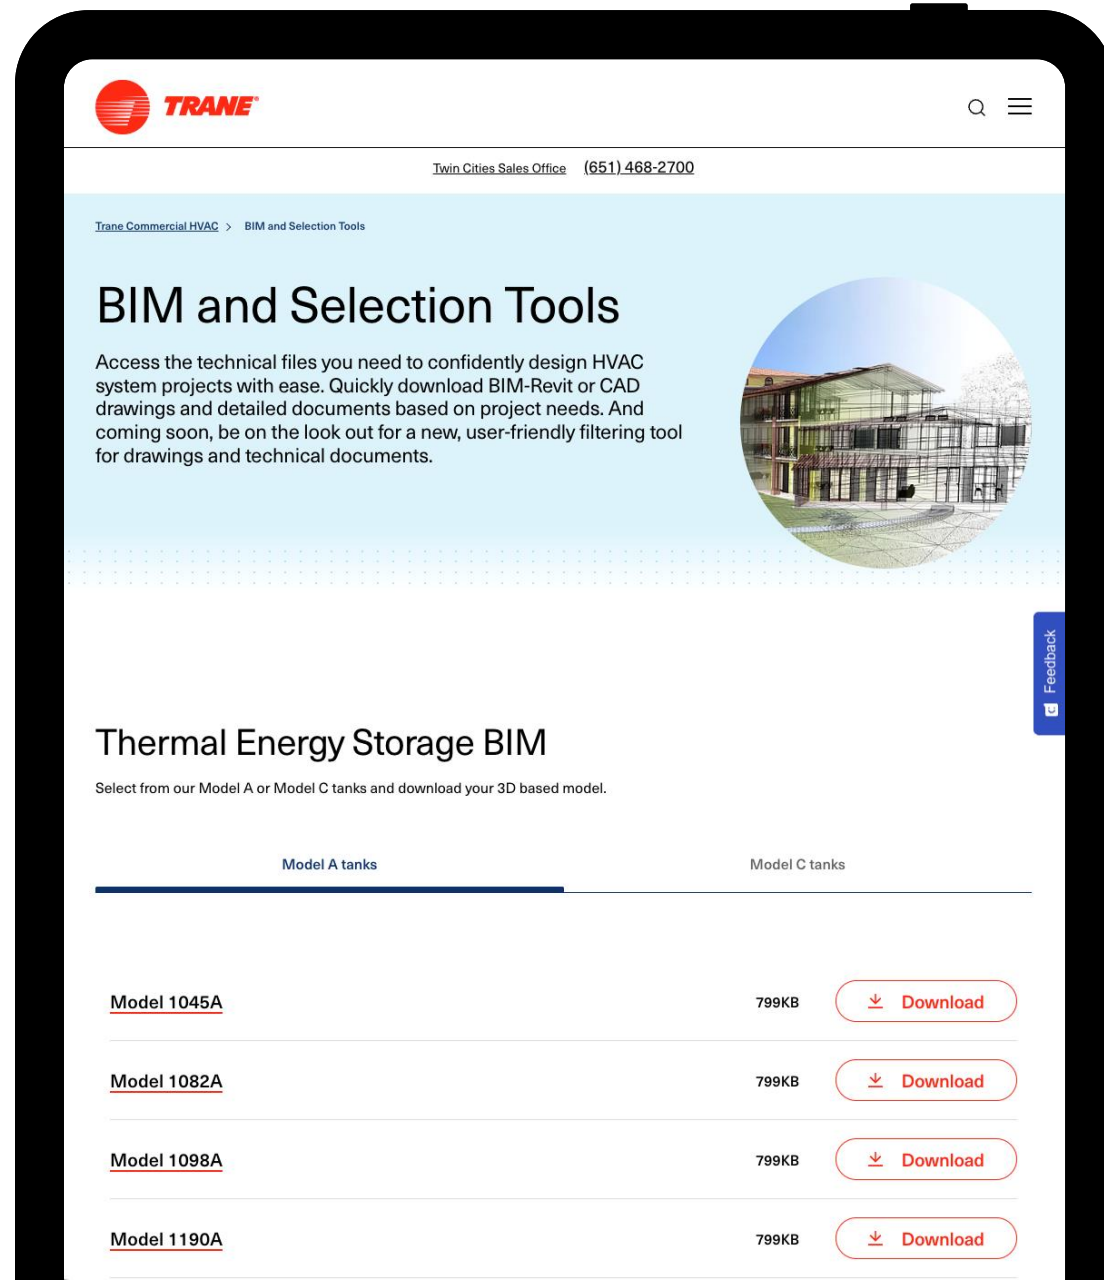 TRANE
Twin Cities Sales Office (651) 468-2700
Trane Commercial HVAC > BIM and Selection Tools
BIM and Selection Tools
Access the technical files you need to confidently design HVAC
system projects with ease. Quickly download BIM-Revit or CAD
drawings and detailed documents based on project needs. And
coming soon, be on the look out for a new, user-friendly filtering tool
for drawings and technical documents.
Feedback
Thermal Energy Storage BIM
Select from our Model A or Model C tanks and download your 3D based model.
Model A tanks Model C tanks
Model 1045A 799KB Download
Model 1082A 799KB Download
Model 1098A 799KB Download
Model 1190A 799KB Download